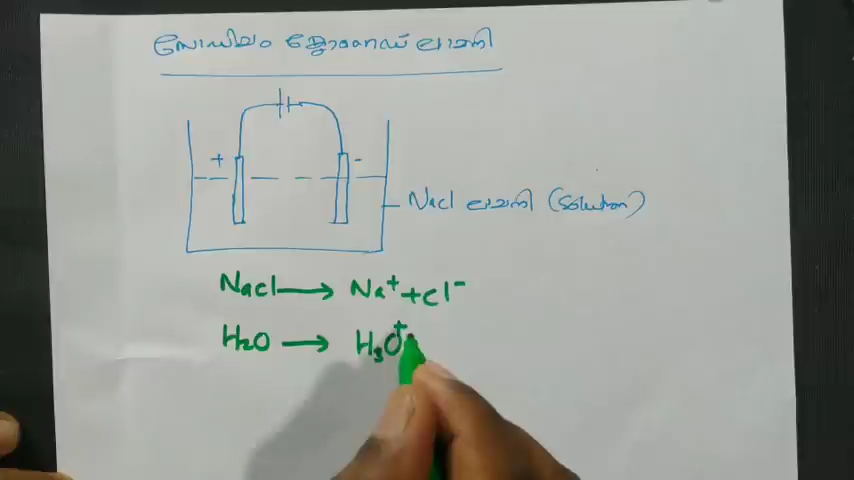 സോഡിയം ക്ലോറൈഡ് ലായനി
+ -
Nacl ലായനി (Solution)
Nacl → Na⁺ + Cl⁻
H₂O → H₃O⁺